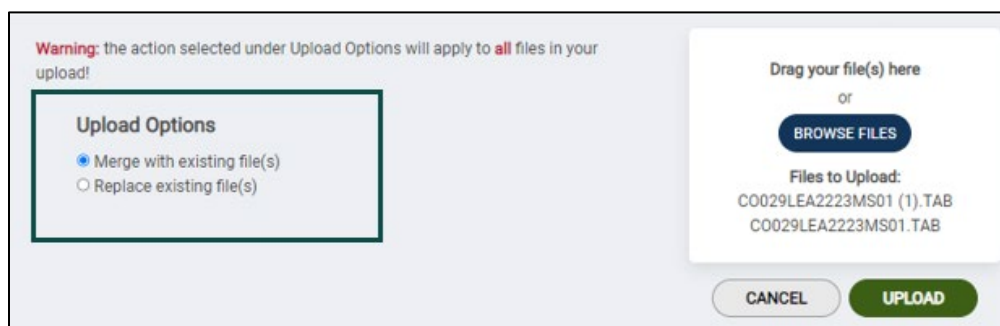 Warning: the action selected under Upload Options will apply to all files in your
upload!
Upload Options
Merge with existing file(s)
Replace existing file(s)
Drag your file(s) here
or
BROWSE FILES
Files to Upload:
CO029LEA2223MS01 (1).TAB
CO029LEA2223MS01.TAB
CANCEL
UPLOAD